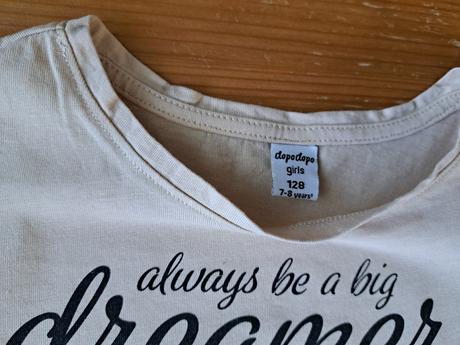 dopodopo
girls
128
7-8 years
always be a big
dreamer